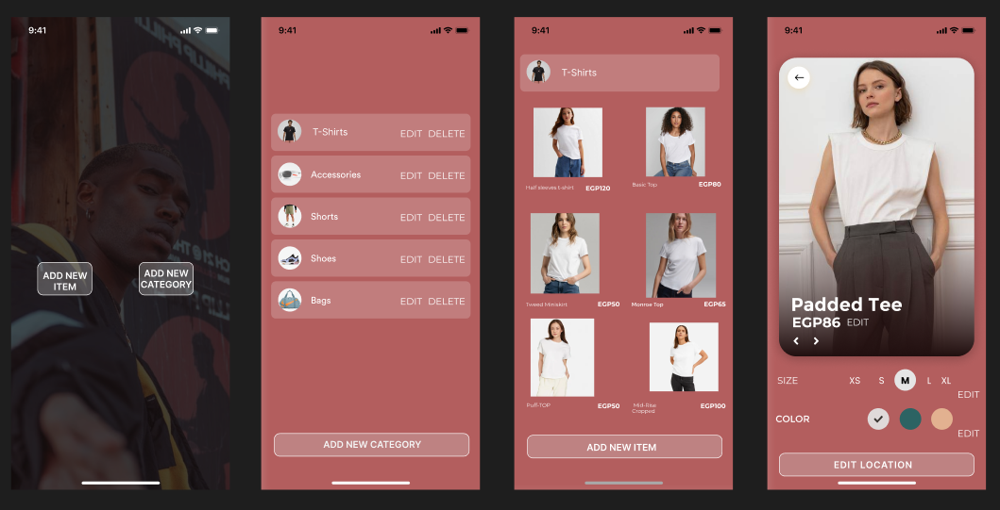 9:41
ADD NEW
ITEM
ADD NEW
CATEGORY
9:41
T-Shirts EDIT DELETE
Accessories EDIT DELETE
Shorts EDIT DELETE
Shoes EDIT DELETE
Bags EDIT DELETE
ADD NEW CATEGORY
9:41
T-Shirts
Half sleeves t-shirt EGP120
Basic Top EGP80
Tweed Miniskirt EGP50
Monroe Top EGP65
Puff-TOP EGP50
Mid-Rise
Cropped EGP100
ADD NEW ITEM
9:41
Padded Tee
EGP86 EDIT
SIZE XS S M L XL
EDIT
COLOR
EDIT
EDIT LOCATION